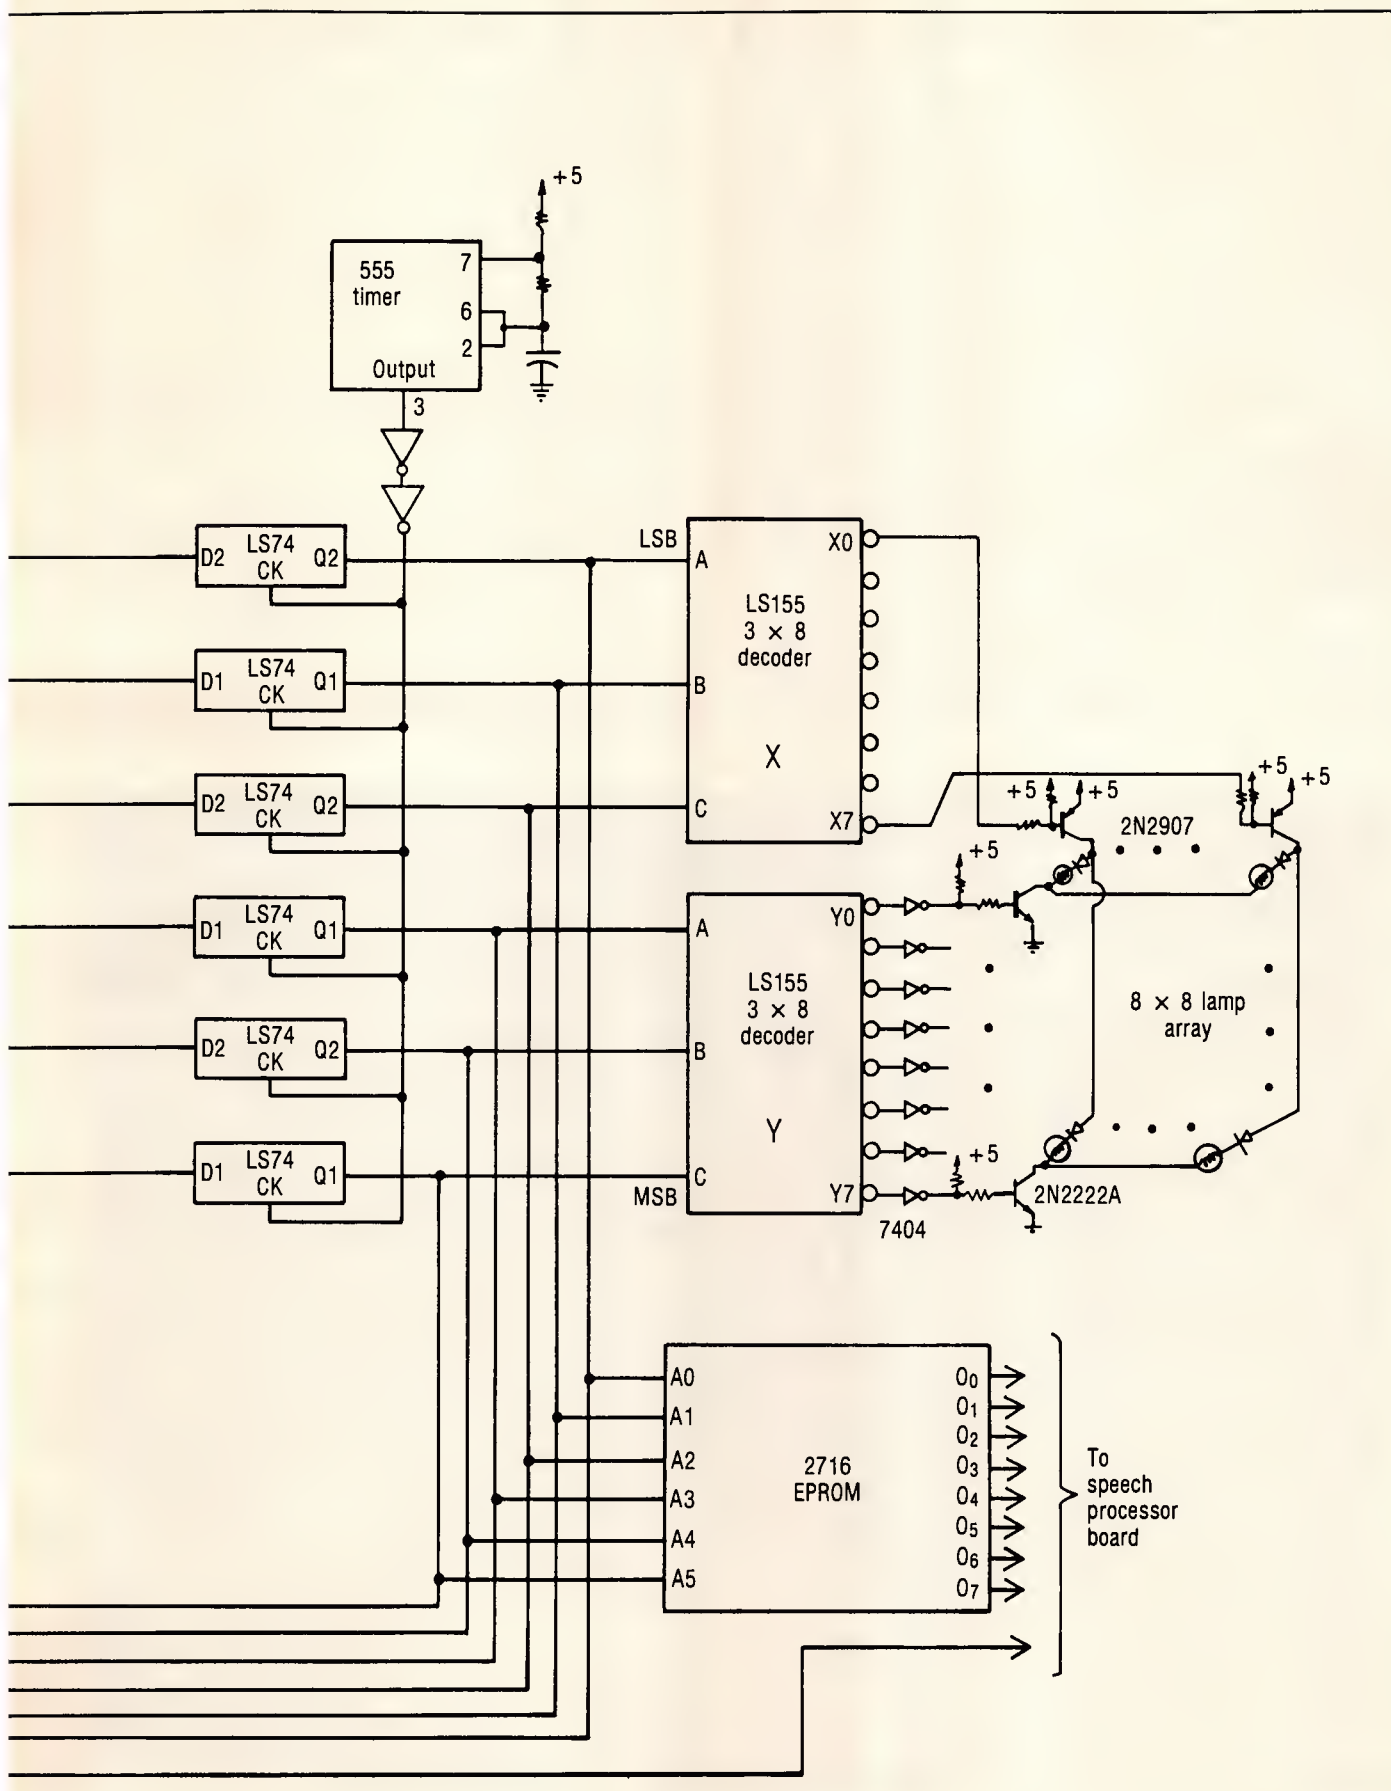 +5
7
555
timer
6
2
Output
3
D2 LS74 Q2
CK
D1 LS74 Q1
CK
D2 LS74 Q2
CK
D1 LS74 Q1
CK
D2 LS74 Q2
CK
D1 LS74 Q1
CK
LSB
A
B
C
LS155
3 × 8
decoder
X
X0
X7
+5
+5
+5
+5
2N2907
+5
A
B
C
MSB
LS155
3 × 8
decoder
Y
Y0
Y7
7404
8 × 8 lamp
array
+5
2N2222A
A0
A1
A2
A3
A4
A5
2716
EPROM
O0
O1
O2
O3
O4
O5
O6
O7
To
speech
processor
board